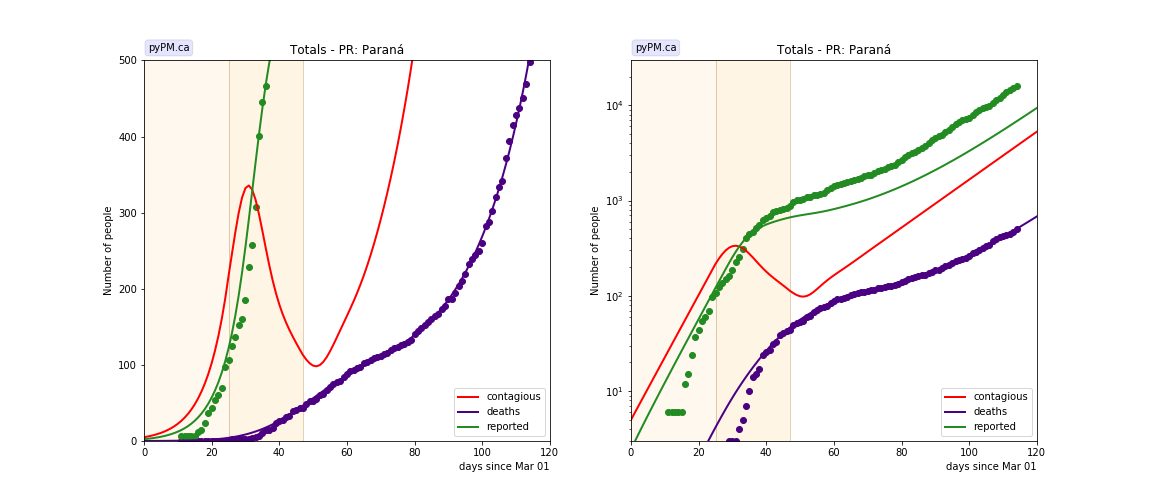 pyPM.ca
Totals - PR: Paraná
Number of people
500
400
300
200
100
0
0 20 40 60 80 100 120
days since Mar 01
contagious
deaths
reported
pyPM.ca
Totals - PR: Paraná
Number of people
10⁴
10³
10²
10¹
0 20 40 60 80 100 120
days since Mar 01
contagious
deaths
reported